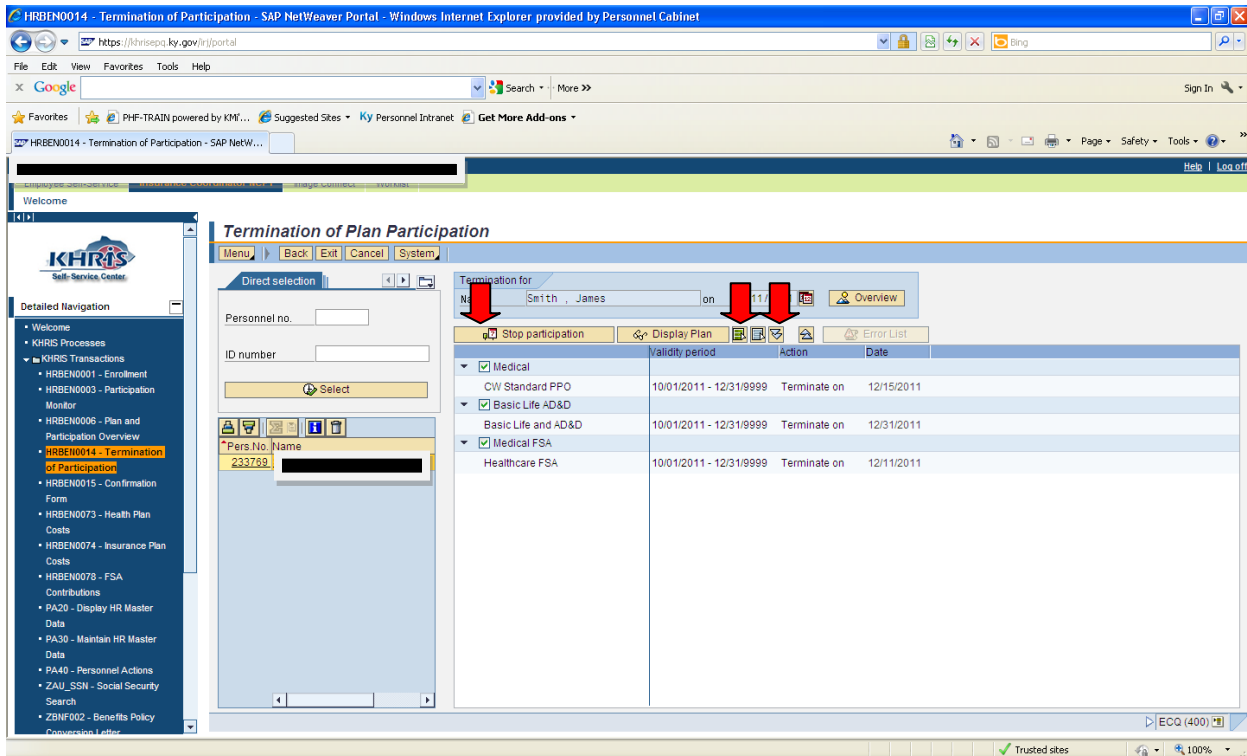 HRBEN0014 - Termination of Participation - SAP NetWeaver Portal - Windows Internet Explorer provided by Personnel Cabinet
https://khrisepq.ky.gov/irj/portal
Bing
File Edit View Favorites Tools Help
x Google
Search
More >>
Sign In
Favorites
PHF-TRAIN powered by KMi'...
Suggested Sites
Ky Personnel Intranet
Get More Add-ons
HRBEN0014 - Termination of Participation - SAP NetW...
Page Safety Tools
Help | Log off
Employee Self-Service
Insurance Coordinator
Image Connect
Worklist
Welcome
KHRIS
Self-Service Center
Detailed Navigation
• Welcome
• KHRIS Processes
KHRIS Transactions
• HRBEN0001 - Enrollment
• HRBEN0003 - Participation
Monitor
• HRBEN0006 - Plan and
Participation Overview
• HRBEN0014 - Termination
of Participation
• HRBEN0015 - Confirmation
Form
• HRBEN0073 - Health Plan
Costs
• HRBEN0074 - Insurance Plan
Costs
• HRBEN0078 - FSA
Contributions
• PA20 - Display HR Master
Data
• PA30 - Maintain HR Master
Data
• PA40 - Personnel Actions
• ZAU_SSN - Social Security
Search
• ZBNF002 - Benefits Policy
Conversion Letter
Termination of Plan Participation
Menu Back Exit Cancel System
Direct selection
Personnel no.
ID number
Select
Pers.No. Name
233769
Termination for
Smith , James on
Overview
Stop participation Display Plan Error List
Validity period Action Date
Medical
CW Standard PPO 10/01/2011 - 12/31/9999 Terminate on 12/15/2011
Basic Life AD&D
Basic Life and AD&D 10/01/2011 - 12/31/9999 Terminate on 12/31/2011
Medical FSA
Healthcare FSA 10/01/2011 - 12/31/9999 Terminate on 12/11/2011
ECQ (400)
Trusted sites
100%